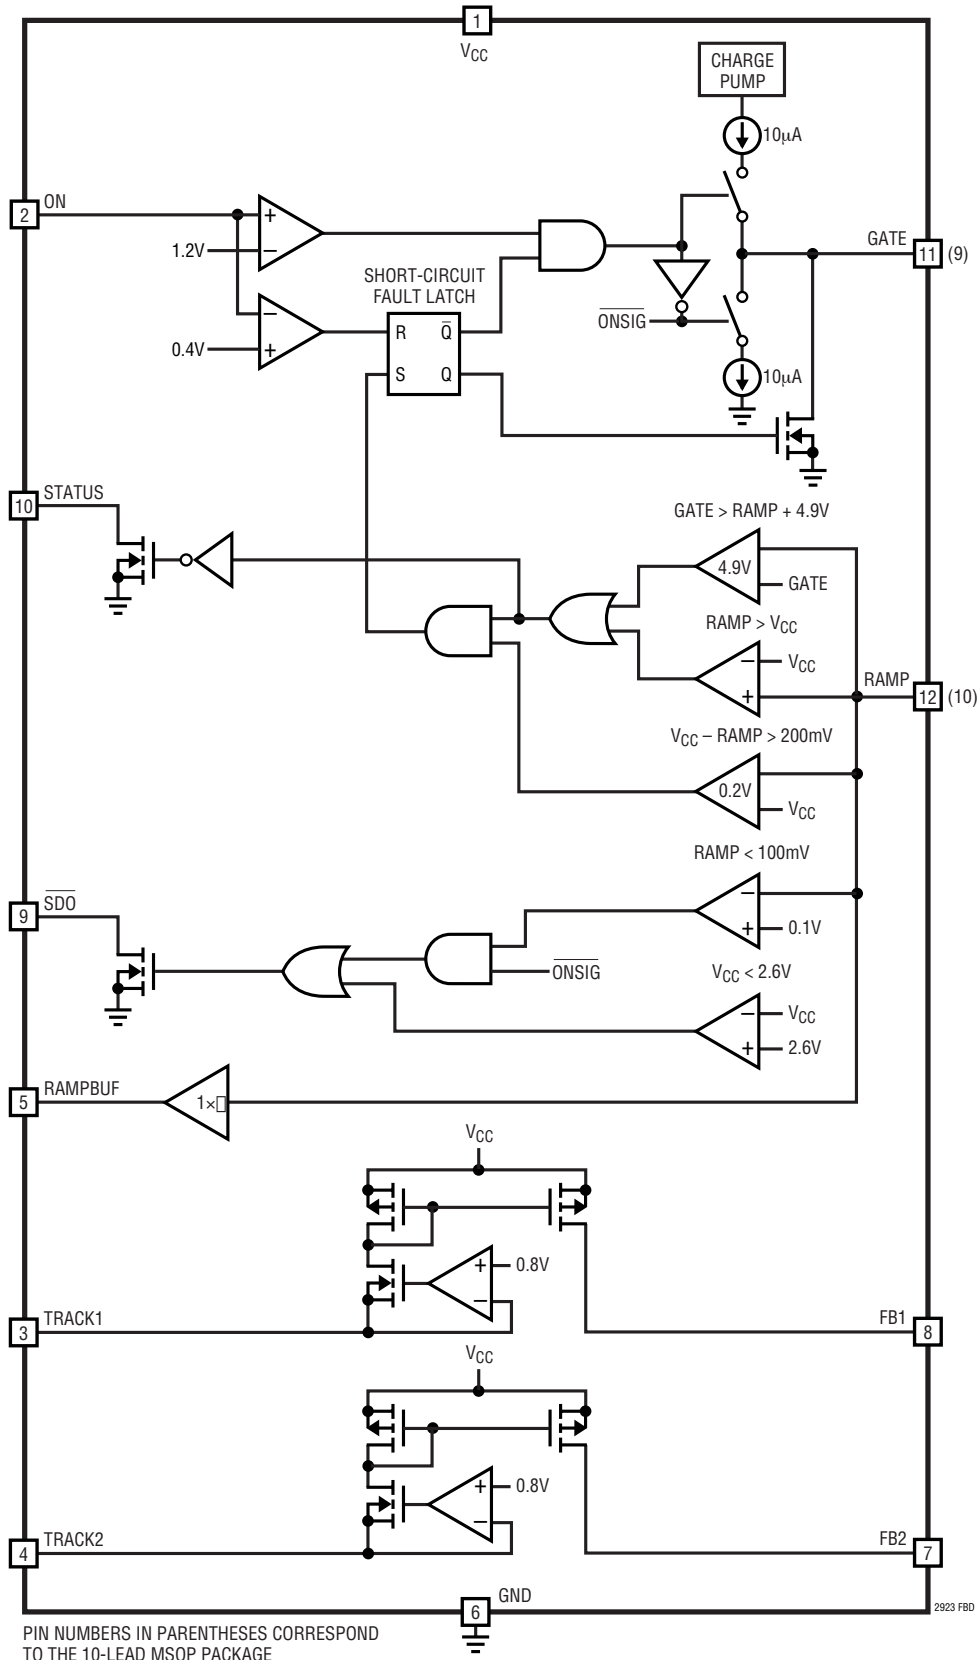 1
VCC
CHARGE
PUMP
10μA
ON
2
+
1.2V
−
GATE
11 (9)
SHORT-CIRCUIT
FAULT LATCH
ONSIG
−
0.4V
+
R Q
S Q
10μA
STATUS
10
GATE > RAMP + 4.9V
4.9V
GATE
RAMP > VCC
− VCC
+
RAMP
12 (10)
VCC – RAMP > 200mV
0.2V
VCC
RAMP < 100mV
SDO
9
−
+ 0.1V
ONSIG
VCC < 2.6V
− VCC
+ 2.6V
RAMPBUF
5
1×
VCC
+ 0.8V
−
TRACK1
3
FB1
8
VCC
+ 0.8V
−
TRACK2
4
FB2
7
GND
6
2923 FBD
PIN NUMBERS IN PARENTHESES CORRESPOND
TO THE 10-LEAD MSOP PACKAGE